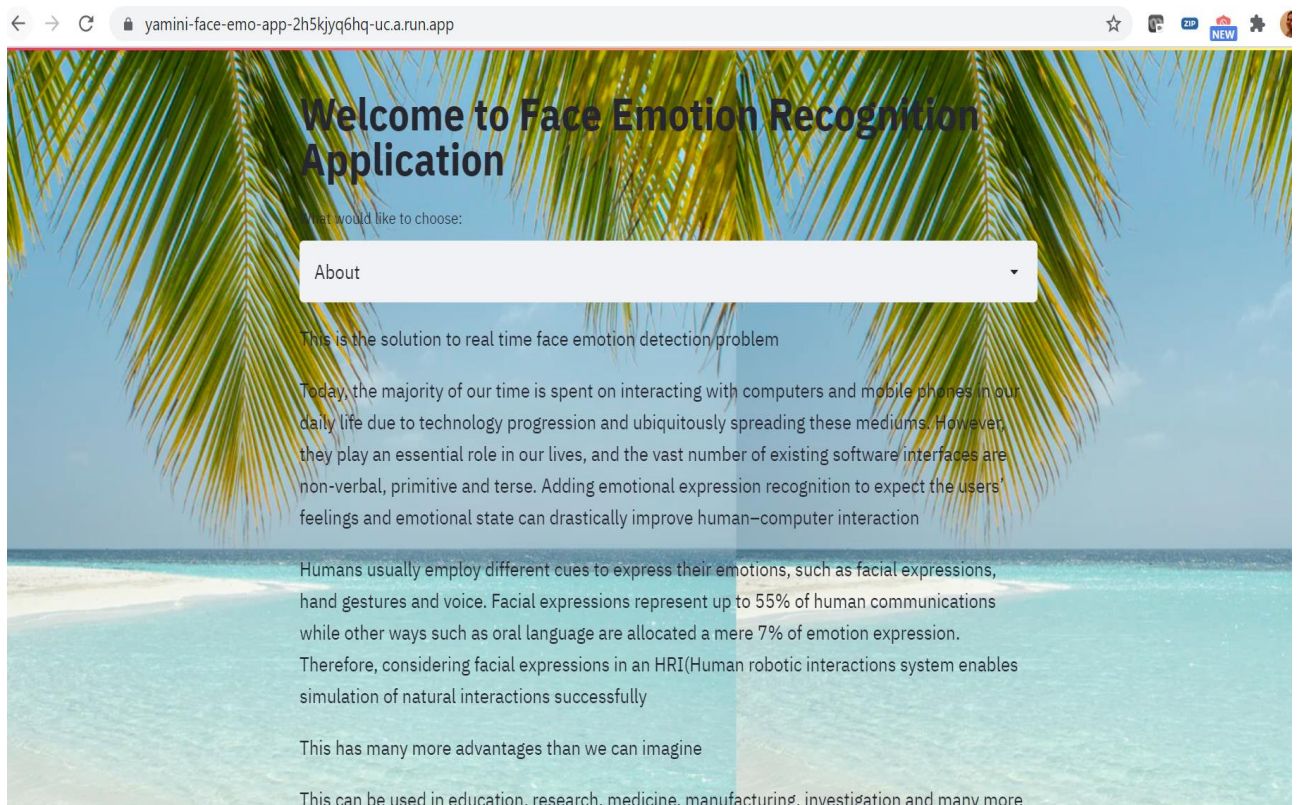 yamini-face-emo-app-2h5kjyq6hq-uc.a.run.app
ZIP
NEW
Welcome to Face Emotion Recognition
Application
What would like to choose:
About
This is the solution to real time face emotion detection problem
Today, the majority of our time is spent on interacting with computers and mobile phones in our
daily life due to technology progression and ubiquitously spreading these mediums. However,
they play an essential role in our lives, and the vast number of existing software interfaces are
non-verbal, primitive and terse. Adding emotional expression recognition to expect the users’
feelings and emotional state can drastically improve human–computer interaction
Humans usually employ different cues to express their emotions, such as facial expressions,
hand gestures and voice. Facial expressions represent up to 55% of human communications
while other ways such as oral language are allocated a mere 7% of emotion expression.
Therefore, considering facial expressions in an HRI(Human robotic interactions system enables
simulation of natural interactions successfully
This has many more advantages than we can imagine
This can be used in education, research, medicine, manufacturing, investigation and many more